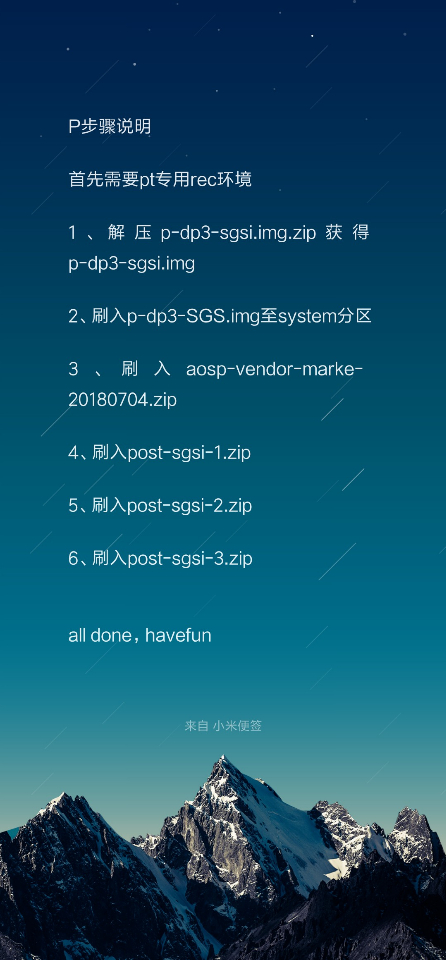 P步骤说明
首先需要pt专用rec环境
1、解压p-dp3-sgsi.img.zip获得
p-dp3-sgsi.img
2、刷入p-dp3-SGS.img至system分区
3、刷入aosp-vendor-marke-
20180704.zip
4、刷入post-sgsi-1.zip
5、刷入post-sgsi-2.zip
6、刷入post-sgsi-3.zip
all done，havefun
来自 小米便签